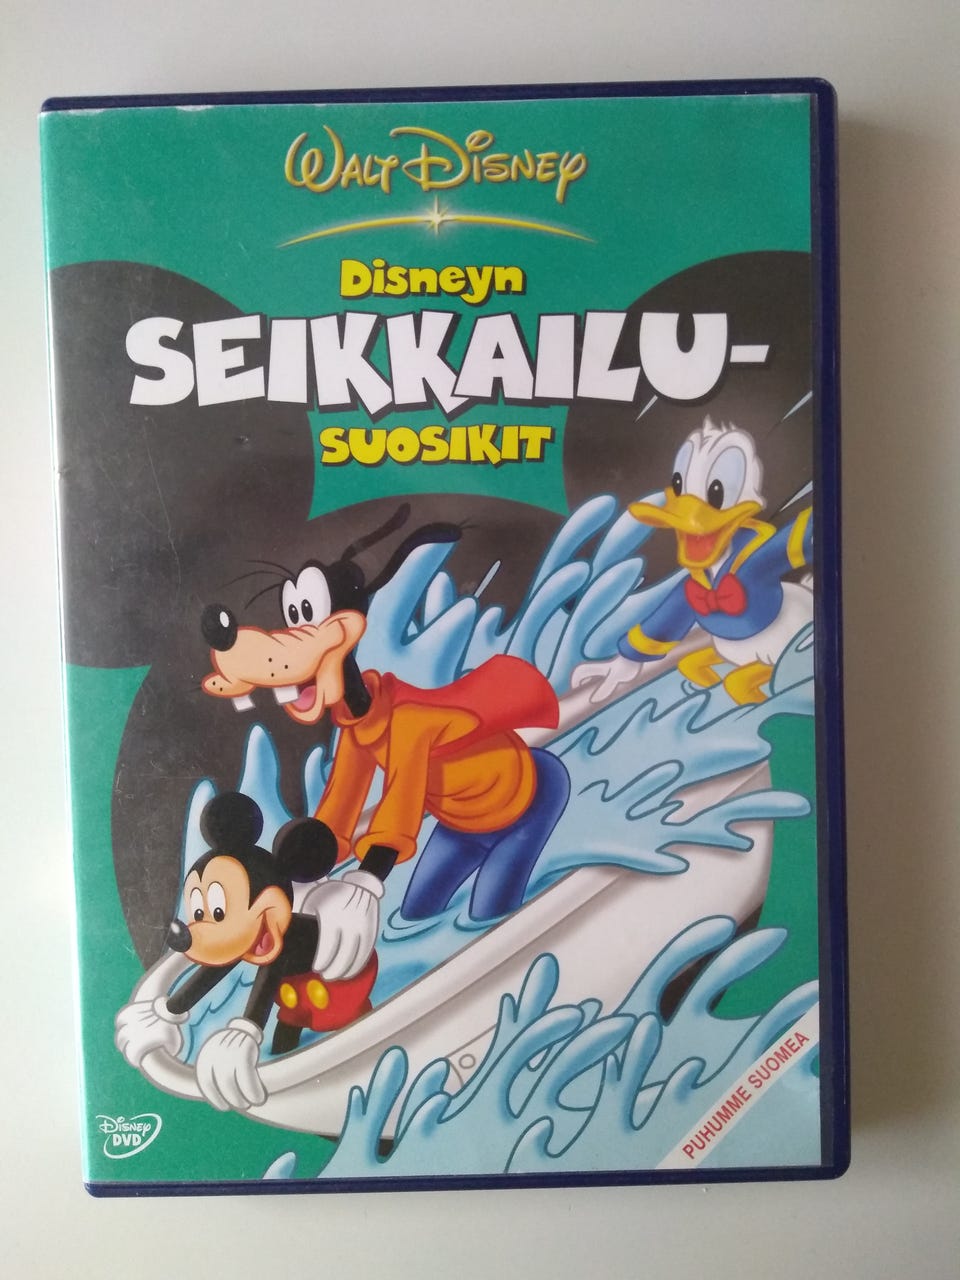 WALT DISNEY
Disneyn
SEIKKAILU-
SUOSIKIT
PUHUMME SUOMEA
DISNEY
DVD